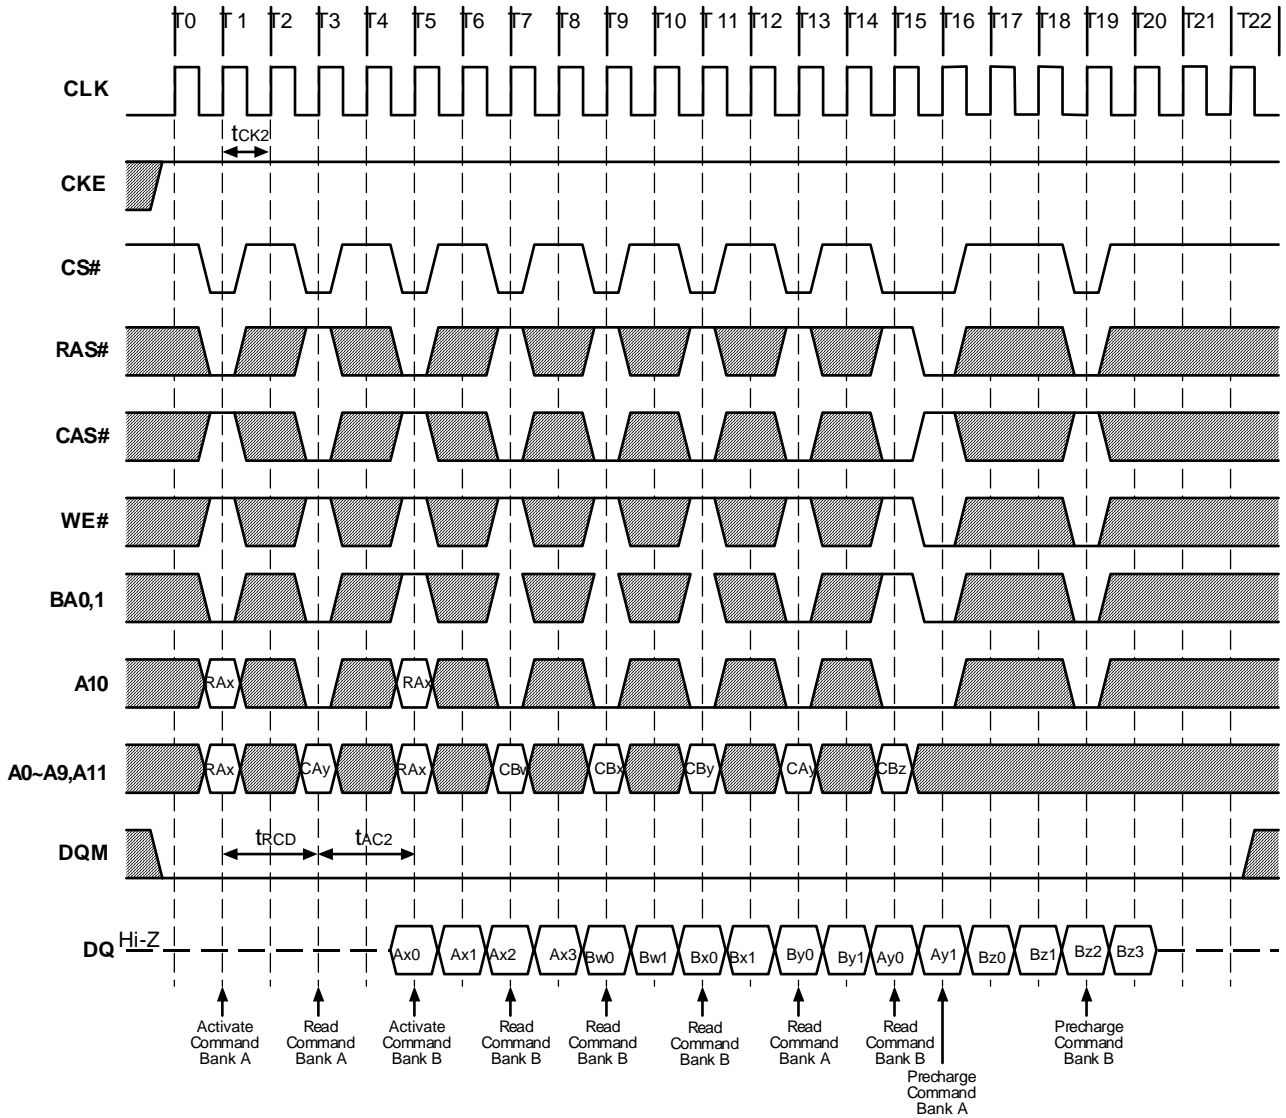 T0 T1 T2 T3 T4 T5 T6 T7 T8 T9 T10 T11 T12 T13 T14 T15 T16 T17 T18 T19 T20 T21 T22
CLK
tCK2
CKE
CS#
RAS#
CAS#
WE#
BA0,1
A10 RAx RAx
A0~A9,A11 RAx CAy RAx CBw CBx CBy CAy CBz
DQM tRCD tAC2
DQ Hi-Z Ax0 Ax1 Ax2 Ax3 Bw0 Bw1 Bx0 Bx1 By0 By1 Ay0 Ay1 Bz0 Bz1 Bz2 Bz3
Activate Command Bank A
Read Command Bank A
Activate Command Bank B
Read Command Bank B
Read Command Bank B
Read Command Bank B
Read Command Bank A
Read Command Bank B
Precharge Command Bank A
Precharge Command Bank B